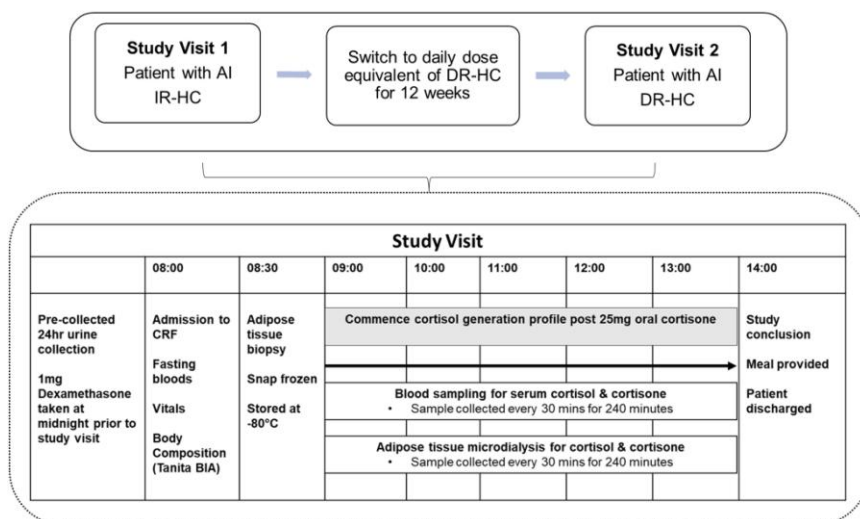 Study Visit 1
Patient with AI
IR-HC
Switch to daily dose
equivalent of DR-HC
for 12 weeks
Study Visit 2
Patient with AI
DR-HC
Study Visit
08:00 08:30 09:00 10:00 11:00 12:00 13:00 14:00
Pre-collected
24hr urine
collection
1mg
Dexamethasone
taken at
midnight prior to
study visit
Admission to
CRF
Fasting
bloods
Vitals
Body
Composition
(Tanita BIA)
Adipose
tissue
biopsy
Snap frozen
Stored at
-80°C
Commence cortisol generation profile post 25mg oral cortisone
Blood sampling for serum cortisol & cortisone
• Sample collected every 30 mins for 240 minutes
Adipose tissue microdialysis for cortisol & cortisone
• Sample collected every 30 mins for 240 minutes
Study
conclusion
Meal provided
Patient
discharged